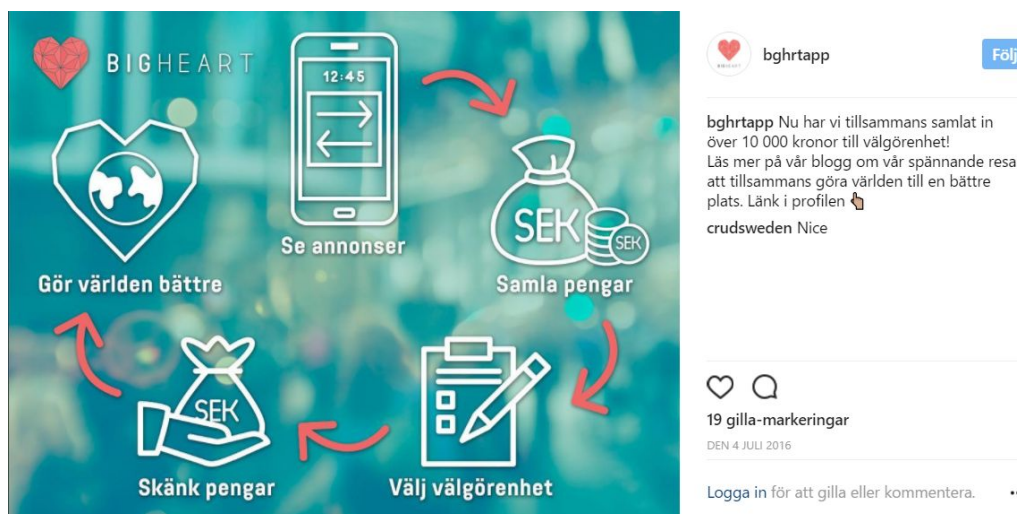 BIGHEART
12:45
Se annonser
SEK
SEK
Samla pengar
Välj välgörenhet
SEK
Skänk pengar
Gör världen bättre
BIGHEART
bghrtapp
Följ
bghrtapp Nu har vi tillsammans samlat in
över 10 000 kronor till välgörenhet!
Läs mer på vår blogg om vår spännande resa
att tillsammans göra världen till en bättre
plats. Länk i profilen 👆🏽
crudsweden Nice
19 gilla-markeringar
DEN 4 JULI 2016
Logga in för att gilla eller kommentera.